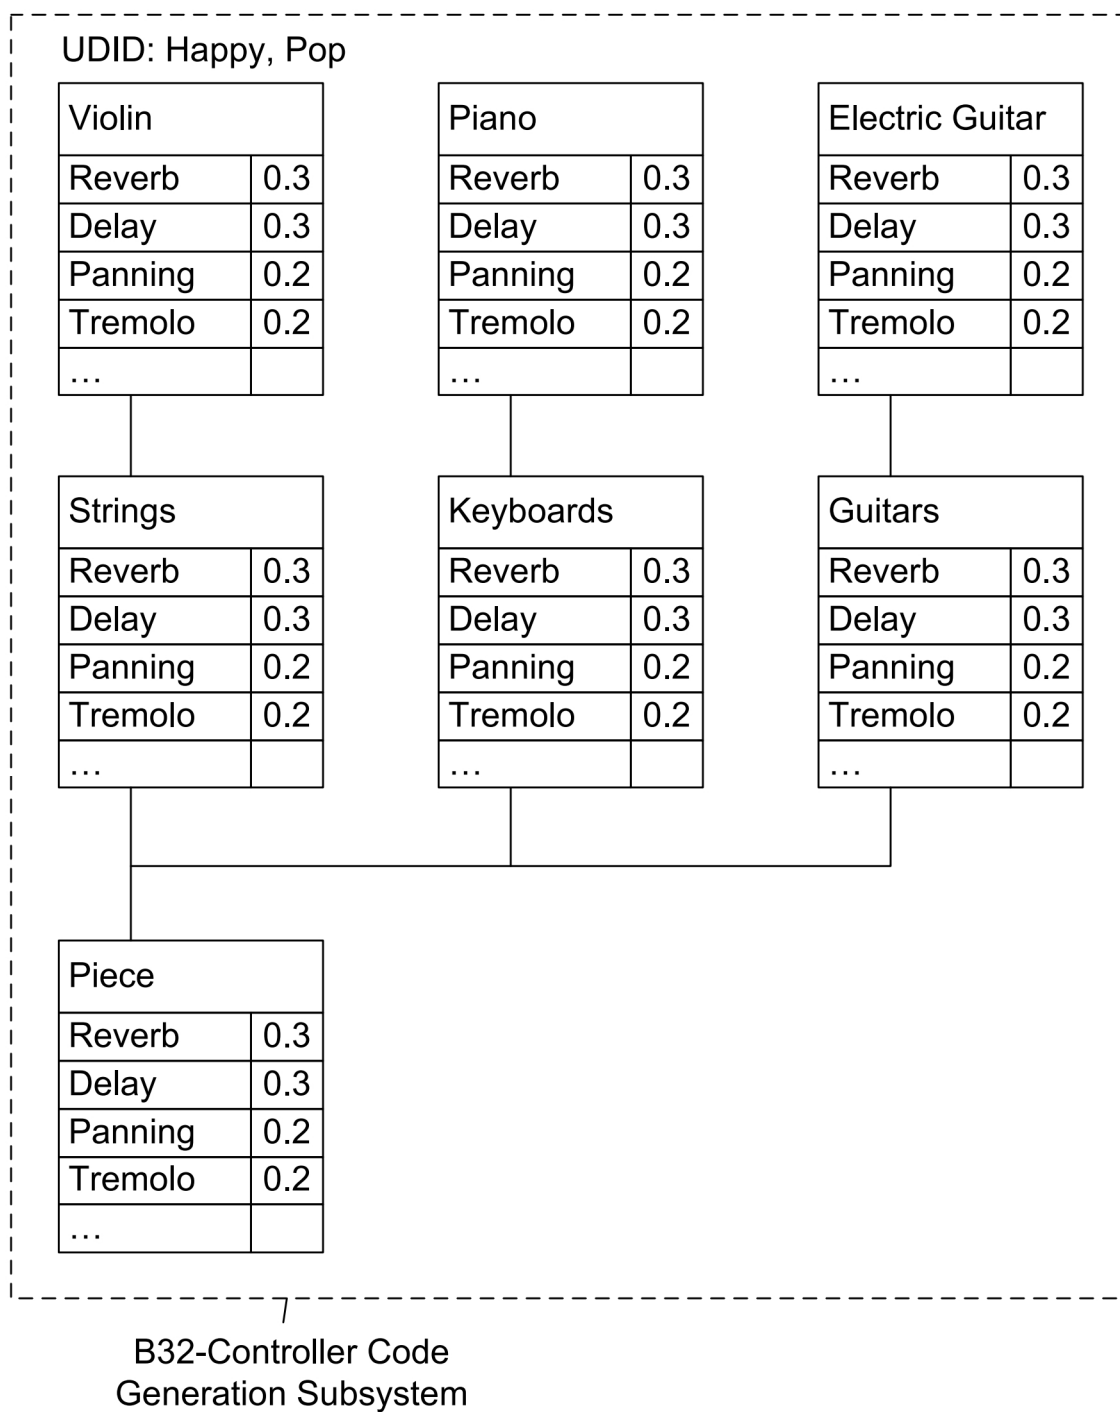 UDID: Happy, Pop
Violin
Reverb 0.3
Delay 0.3
Panning 0.2
Tremolo 0.2
…
Piano
Reverb 0.3
Delay 0.3
Panning 0.2
Tremolo 0.2
…
Electric Guitar
Reverb 0.3
Delay 0.3
Panning 0.2
Tremolo 0.2
…
Strings
Reverb 0.3
Delay 0.3
Panning 0.2
Tremolo 0.2
…
Keyboards
Reverb 0.3
Delay 0.3
Panning 0.2
Tremolo 0.2
…
Guitars
Reverb 0.3
Delay 0.3
Panning 0.2
Tremolo 0.2
…
Piece
Reverb 0.3
Delay 0.3
Panning 0.2
Tremolo 0.2
…
B32-Controller Code
Generation Subsystem